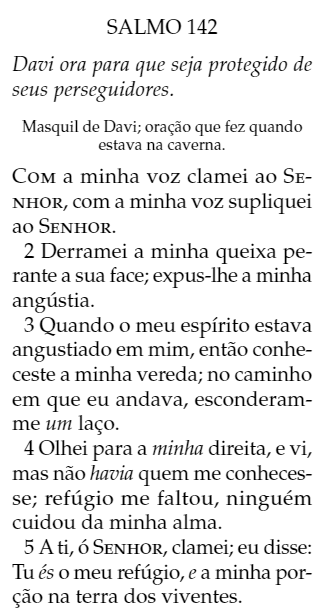 SALMO 142
Davi ora para que seja protegido de
seus perseguidores.
Masquil de Davi; oração que fez quando
estava na caverna.
COM a minha voz clamei ao SE-
NHOR, com a minha voz supliquei
ao SENHOR.
2 Derramei a minha queixa pe-
rante a sua face; expus-lhe a minha
angústia.
3 Quando o meu espírito estava
angustiado em mim, então conhe-
ceste a minha vereda; no caminho
em que eu andava, esconderam-
me um laço.
4 Olhei para a minha direita, e vi,
mas não havia quem me conheces-
se; refúgio me faltou, ninguém
cuidou da minha alma.
5 A ti, ó SENHOR, clamei; eu disse:
Tu és o meu refúgio, e a minha por-
ção na terra dos viventes.